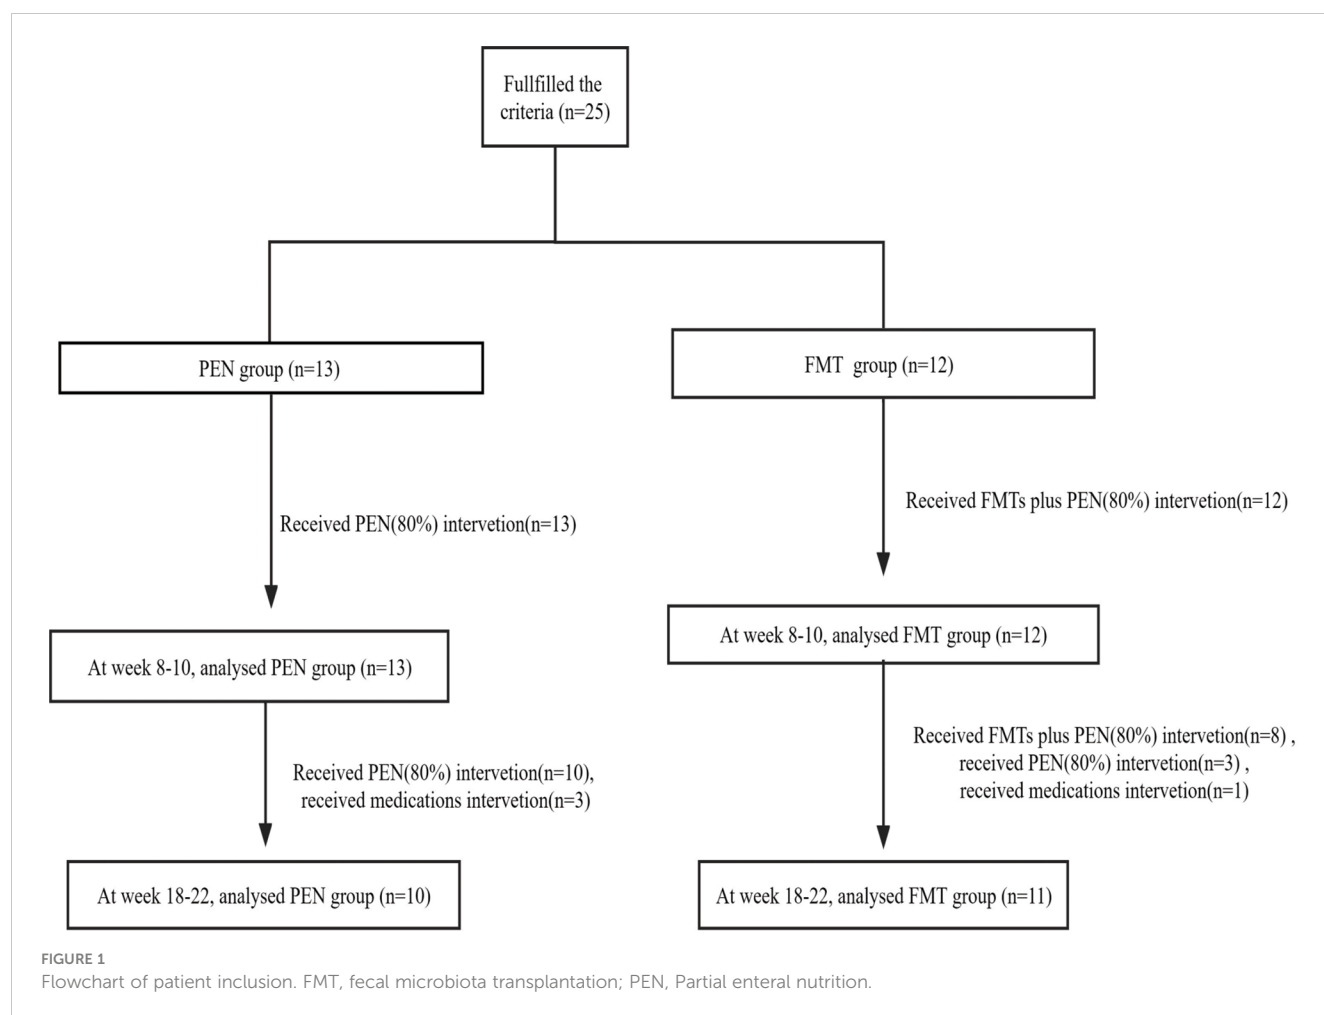 Fullfilled the
criteria (n=25)
PEN group (n=13)
FMT group (n=12)
Received PEN(80%) intervetion(n=13)
Received FMTs plus PEN(80%) intervetion(n=12)
At week 8-10, analysed PEN group (n=13)
At week 8-10, analysed FMT group (n=12)
Received PEN(80%) intervetion(n=10),
received medications intervetion(n=3)
Received FMTs plus PEN(80%) intervetion(n=8) ,
received PEN(80%) intervetion(n=3) ,
received medications intervetion(n=1)
At week 18-22, analysed PEN group (n=10)
At week 18-22, analysed FMT group (n=11)
FIGURE 1
Flowchart of patient inclusion. FMT, fecal microbiota transplantation; PEN, Partial enteral nutrition.